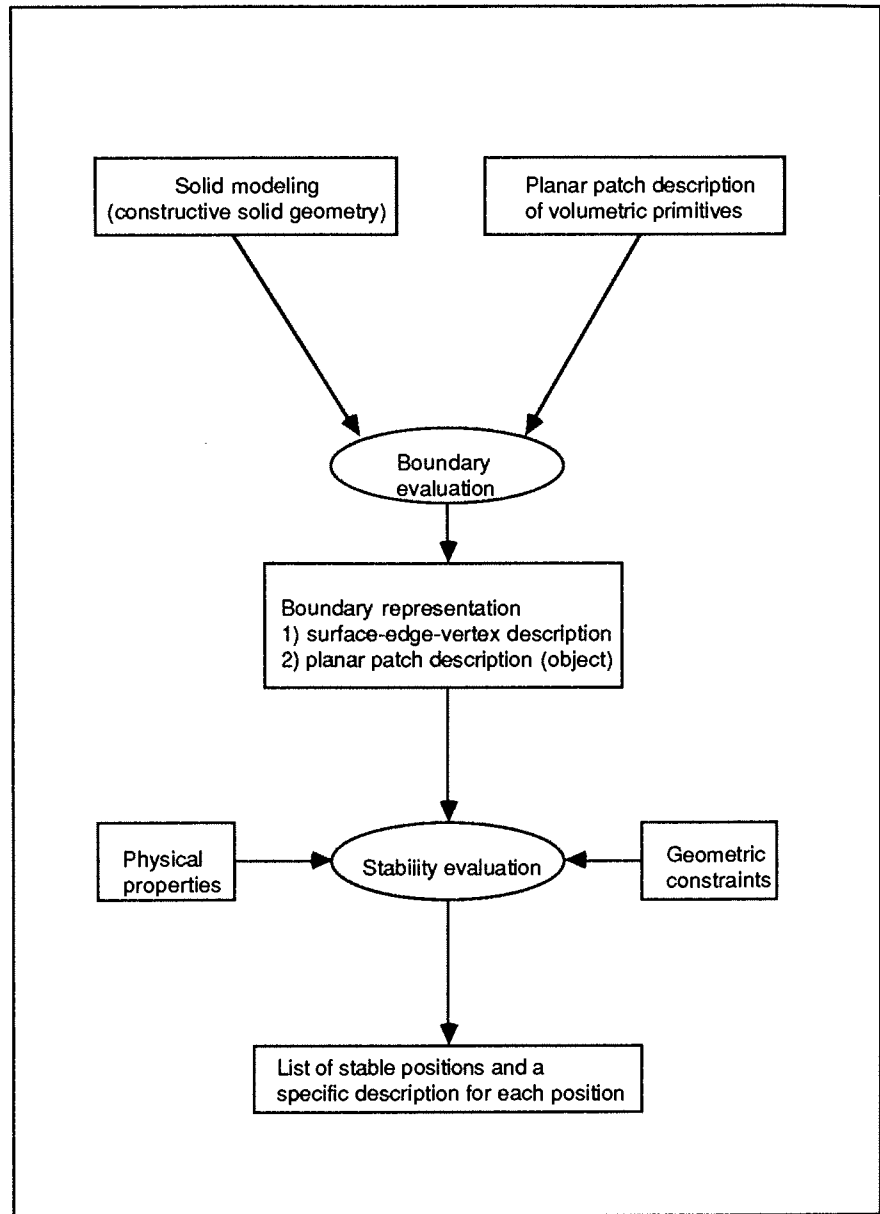 Solid modeling
(constructive solid geometry)
Planar patch description
of volumetric primitives
Boundary
evaluation
Boundary representation
1) surface-edge-vertex description
2) planar patch description (object)
Physical
properties
Stability evaluation
Geometric
constraints
List of stable positions and a
specific description for each position